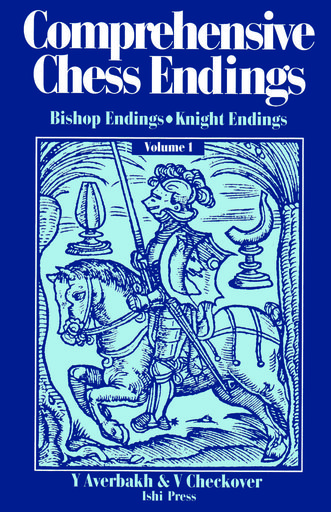 Comprehensive
Chess Endings
Bishop Endings • Knight Endings
Volume 1
Y Averbakh & V Checkover
Ishi Press